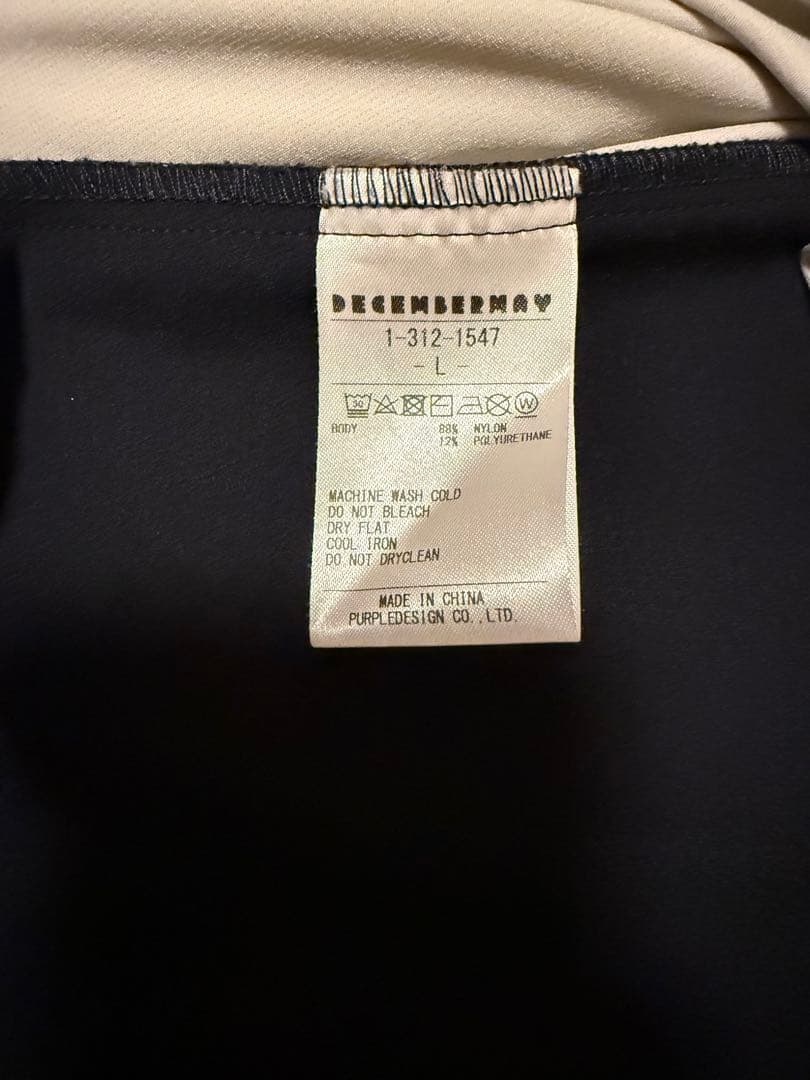 DECEMBERMAY
1-312-1547
- L -
30 W
BODY 88% NYLON
12% POLYURETHANE
MACHINE WASH COLD
DO NOT BLEACH
DRY FLAT
COOL IRON
DO NOT DRYCLEAN
MADE IN CHINA
PURPLEDESIGN CO.,LTD.